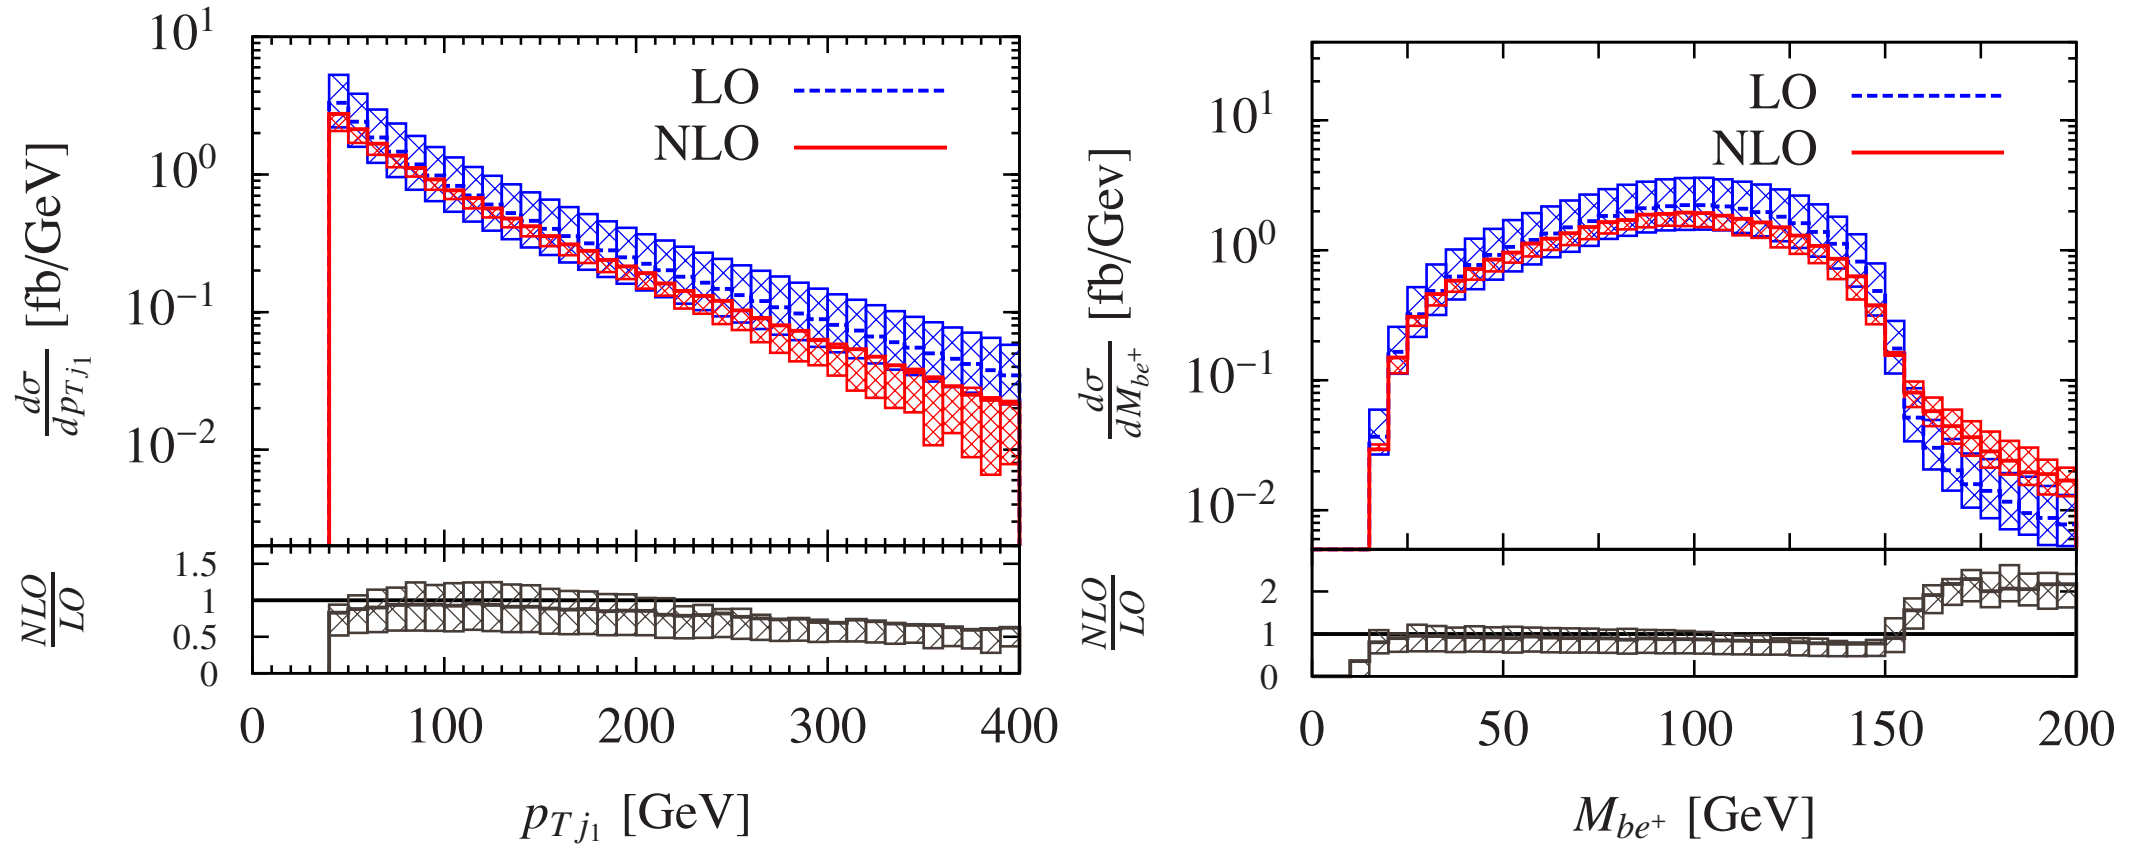 10^1
10^0
10^−1
10^−2
dσ/dp_{T j_1} [fb/GeV]
LO
NLO
NLO/LO
1.5
1
0.5
0
0 100 200 300 400
p_{T j_1} [GeV]
10^1
10^0
10^−1
10^−2
dσ/dM_{be^+} [fb/Gev]
LO
NLO
NLO/LO
2
1
0
0 50 100 150 200
M_{be^+} [GeV]